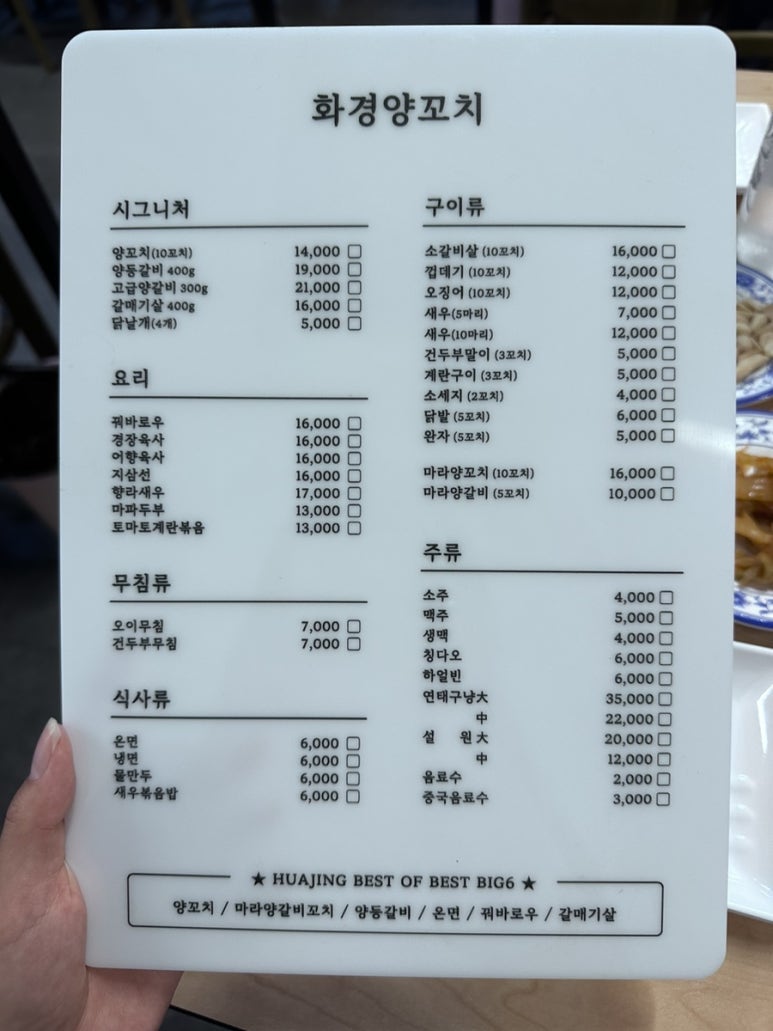 화경양꼬치
시그니처
양꼬치(10꼬치) 14,000
양등갈비 400g 19,000
고급양갈비 300g 21,000
갈매기살 400g 16,000
닭날개(4개) 5,000
요리
꿔바로우 16,000
경장육사 16,000
어향육사 16,000
지삼선 16,000
향라새우 17,000
마파두부 13,000
토마토계란볶음 13,000
무침류
오이무침 7,000
건두부무침 7,000
식사류
온면 6,000
냉면 6,000
물만두 6,000
새우볶음밥 6,000
구이류
소갈비살 (10꼬치) 16,000
껍데기 (10꼬치) 12,000
오징어 (10꼬치) 12,000
새우(5마리) 7,000
새우(10마리) 12,000
건두부말이 (3꼬치) 5,000
계란구이 (3꼬치) 5,000
소세지 (2꼬치) 4,000
닭발 (5꼬치) 6,000
완자 (5꼬치) 5,000
마라양꼬치 (10꼬치) 16,000
마라양갈비 (5꼬치) 10,000
주류
소주 4,000
맥주 5,000
생맥 4,000
칭다오 6,000
하얼빈 6,000
연태구냥大 35,000
中 22,000
설 원大 20,000
中 12,000
음료수 2,000
중국음료수 3,000
★ HUAJING BEST OF BEST BIG6 ★
양꼬치 / 마라양갈비꼬치 / 양등갈비 / 온면 / 꿔바로우 / 갈매기살